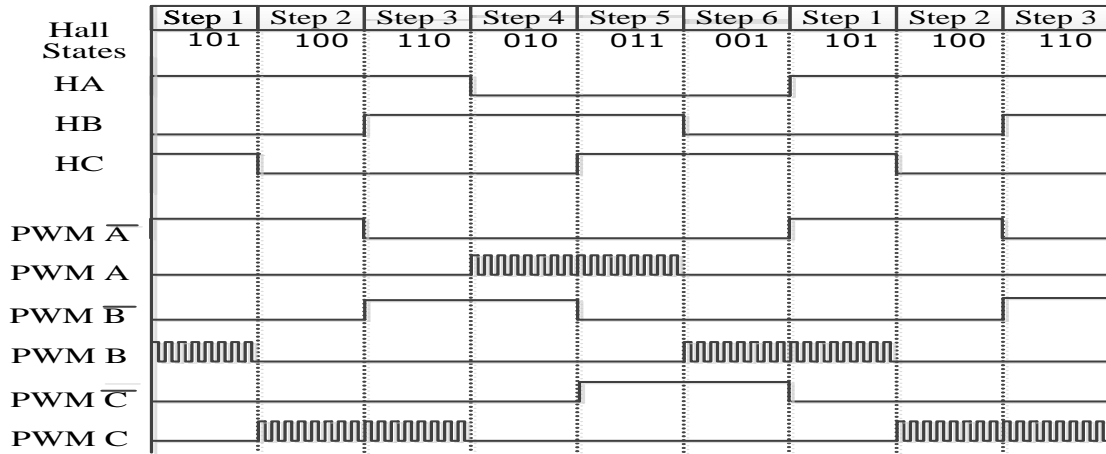 Step 1 Step 2 Step 3 Step 4 Step 5 Step 6 Step 1 Step 2 Step 3
Hall States 101 100 110 010 011 001 101 100 110
HA
HB
HC
PWM A̅
PWM A
PWM B̅
PWM B
PWM C̅
PWM C